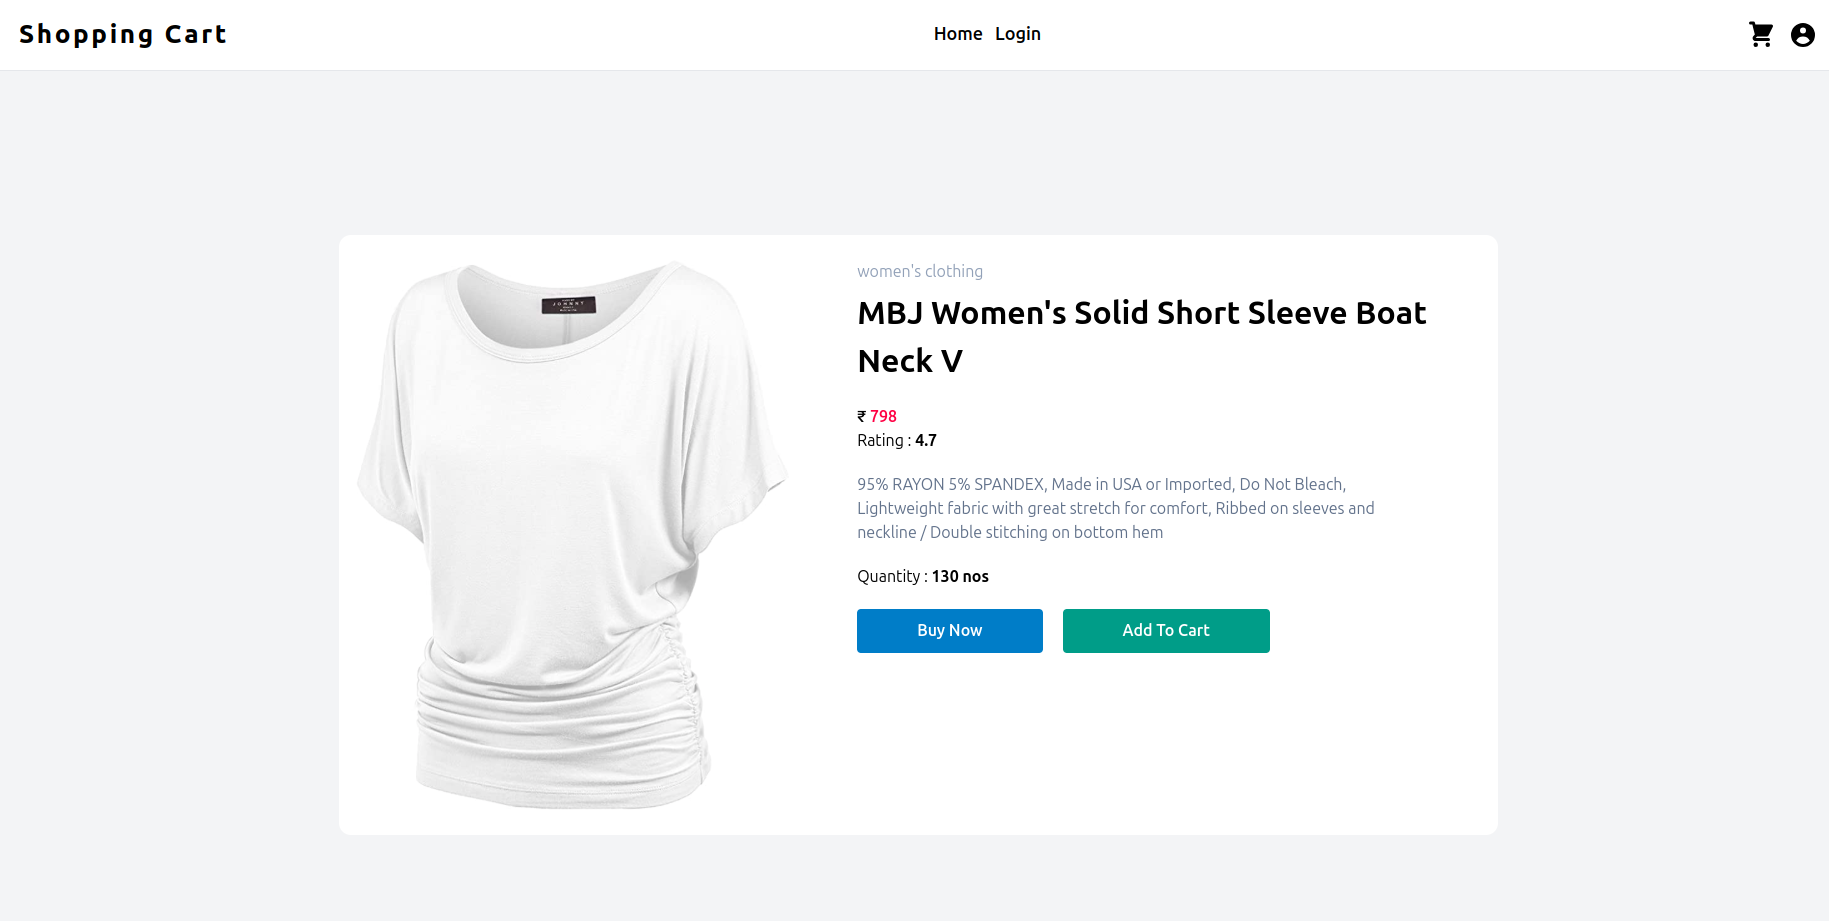 Shopping Cart
Home Login
women's clothing
MBJ Women's Solid Short Sleeve Boat
Neck V
₹ 798
Rating : 4.7
95% RAYON 5% SPANDEX, Made in USA or Imported, Do Not Bleach,
Lightweight fabric with great stretch for comfort, Ribbed on sleeves and
neckline / Double stitching on bottom hem
Quantity : 130 nos
Buy Now Add To Cart
JOHNNY